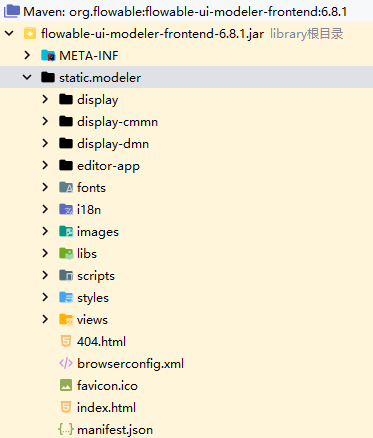 Maven: org.flowable:flowable-ui-modeler-frontend:6.8.1
flowable-ui-modeler-frontend-6.8.1.jar library根目录
META-INF
static.modeler
display
display-cmmn
display-dmn
editor-app
fonts
i18n
images
libs
scripts
styles
views
404.html
browserconfig.xml
favicon.ico
index.html
manifest.json